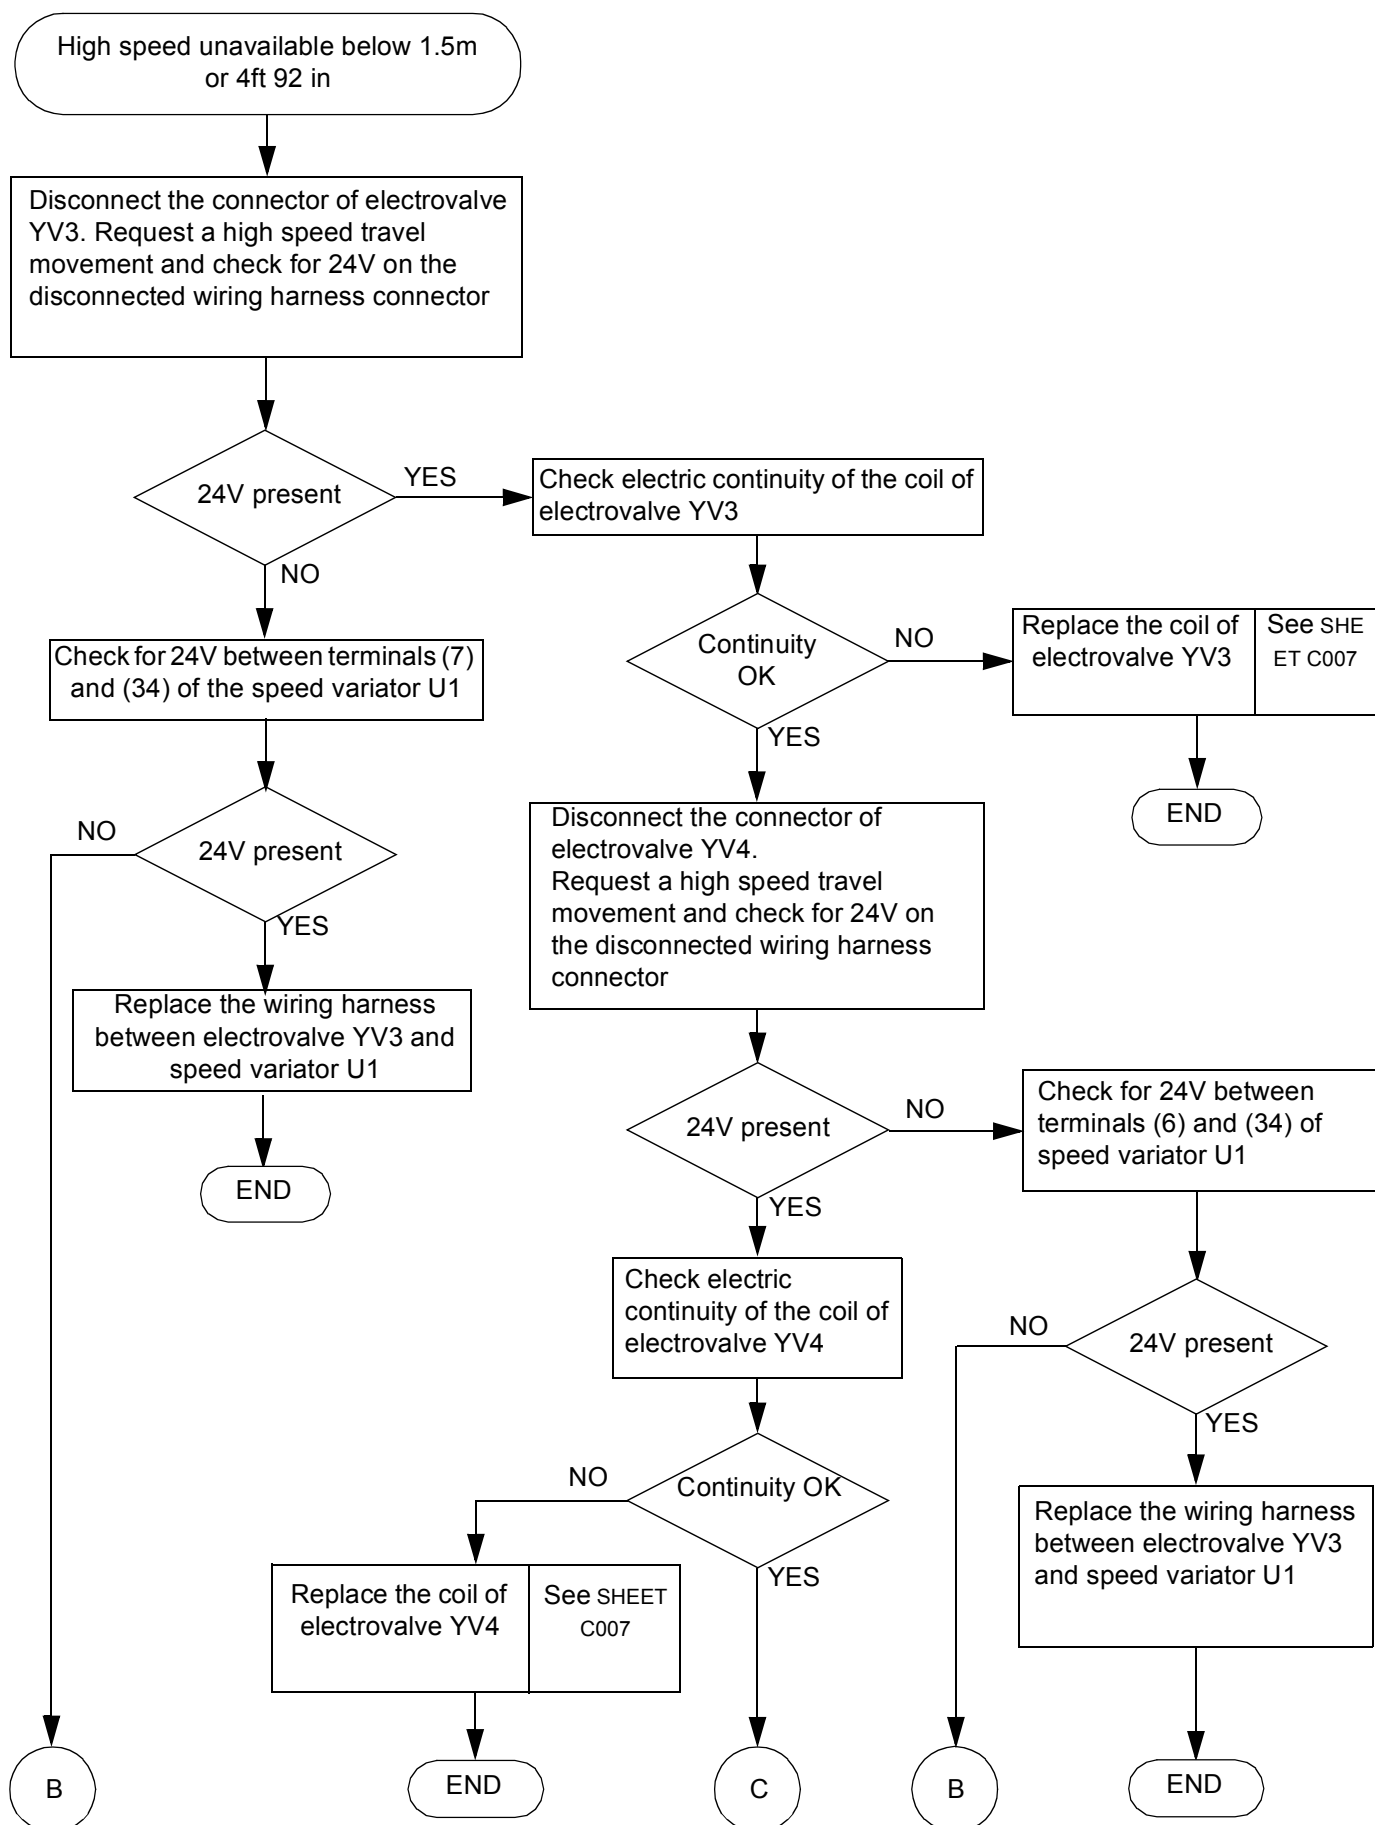 High speed unavailable below 1.5m
or 4ft 92 in
Disconnect the connector of electrovalve
YV3. Request a high speed travel
movement and check for 24V on the
disconnected wiring harness connector
24V present
YES
NO
Check electric continuity of the coil of
electrovalve YV3
Continuity
OK
NO
YES
Replace the coil of
electrovalve YV3
See SHE
ET C007
END
Check for 24V between terminals (7)
and (34) of the speed variator U1
24V present
NO
YES
Replace the wiring harness
between electrovalve YV3 and
speed variator U1
END
Disconnect the connector of
electrovalve YV4.
Request a high speed travel
movement and check for 24V on
the disconnected wiring harness
connector
24V present
NO
YES
Check for 24V between
terminals (6) and (34) of
speed variator U1
24V present
NO
YES
Replace the wiring harness
between electrovalve YV3
and speed variator U1
Check electric
continuity of the coil of
electrovalve YV4
Continuity OK
NO
YES
Replace the coil of
electrovalve YV4
See SHEET
C007
B
END
C
B
END